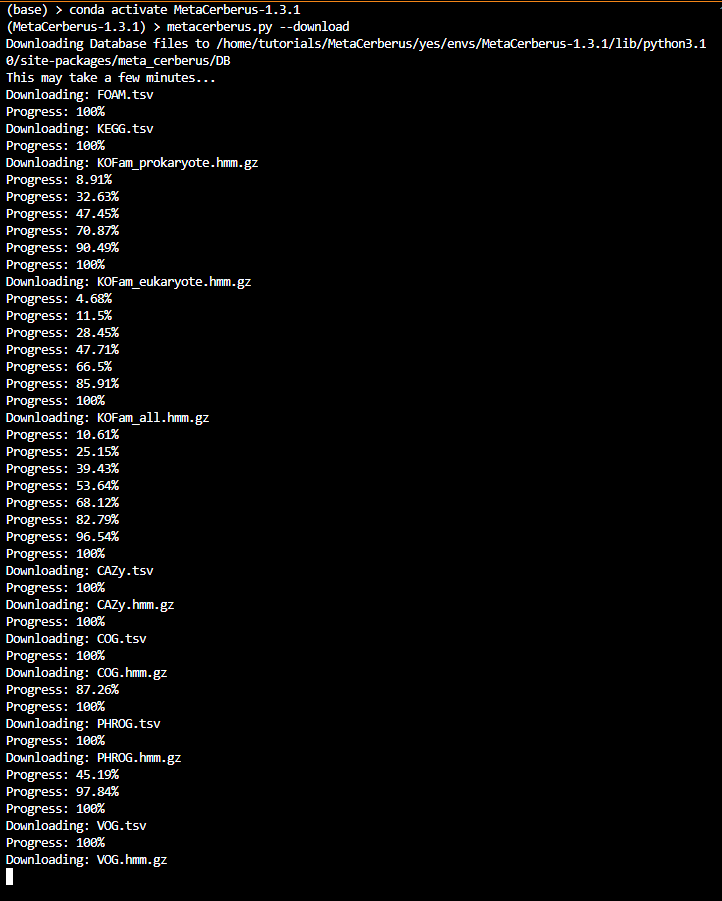 (base) > conda activate MetaCerberus-1.3.1
(MetaCerberus-1.3.1) > metacerberus.py --download
Downloading Database files to /home/tutorials/MetaCerberus/yes/envs/MetaCerberus-1.3.1/lib/python3.1
0/site-packages/meta_cerberus/DB
This may take a few minutes...
Downloading: FOAM.tsv
Progress: 100%
Downloading: KEGG.tsv
Progress: 100%
Downloading: KOFam_prokaryote.hmm.gz
Progress: 8.91%
Progress: 32.63%
Progress: 47.45%
Progress: 70.87%
Progress: 90.49%
Progress: 100%
Downloading: KOFam_eukaryote.hmm.gz
Progress: 4.68%
Progress: 11.5%
Progress: 28.45%
Progress: 47.71%
Progress: 66.5%
Progress: 85.91%
Progress: 100%
Downloading: KOFam_all.hmm.gz
Progress: 10.61%
Progress: 25.15%
Progress: 39.43%
Progress: 53.64%
Progress: 68.12%
Progress: 82.79%
Progress: 96.54%
Progress: 100%
Downloading: CAZy.tsv
Progress: 100%
Downloading: CAZy.hmm.gz
Progress: 100%
Downloading: COG.tsv
Progress: 100%
Downloading: COG.hmm.gz
Progress: 87.26%
Progress: 100%
Downloading: PHROG.tsv
Progress: 100%
Downloading: PHROG.hmm.gz
Progress: 45.19%
Progress: 97.84%
Progress: 100%
Downloading: VOG.tsv
Progress: 100%
Downloading: VOG.hmm.gz